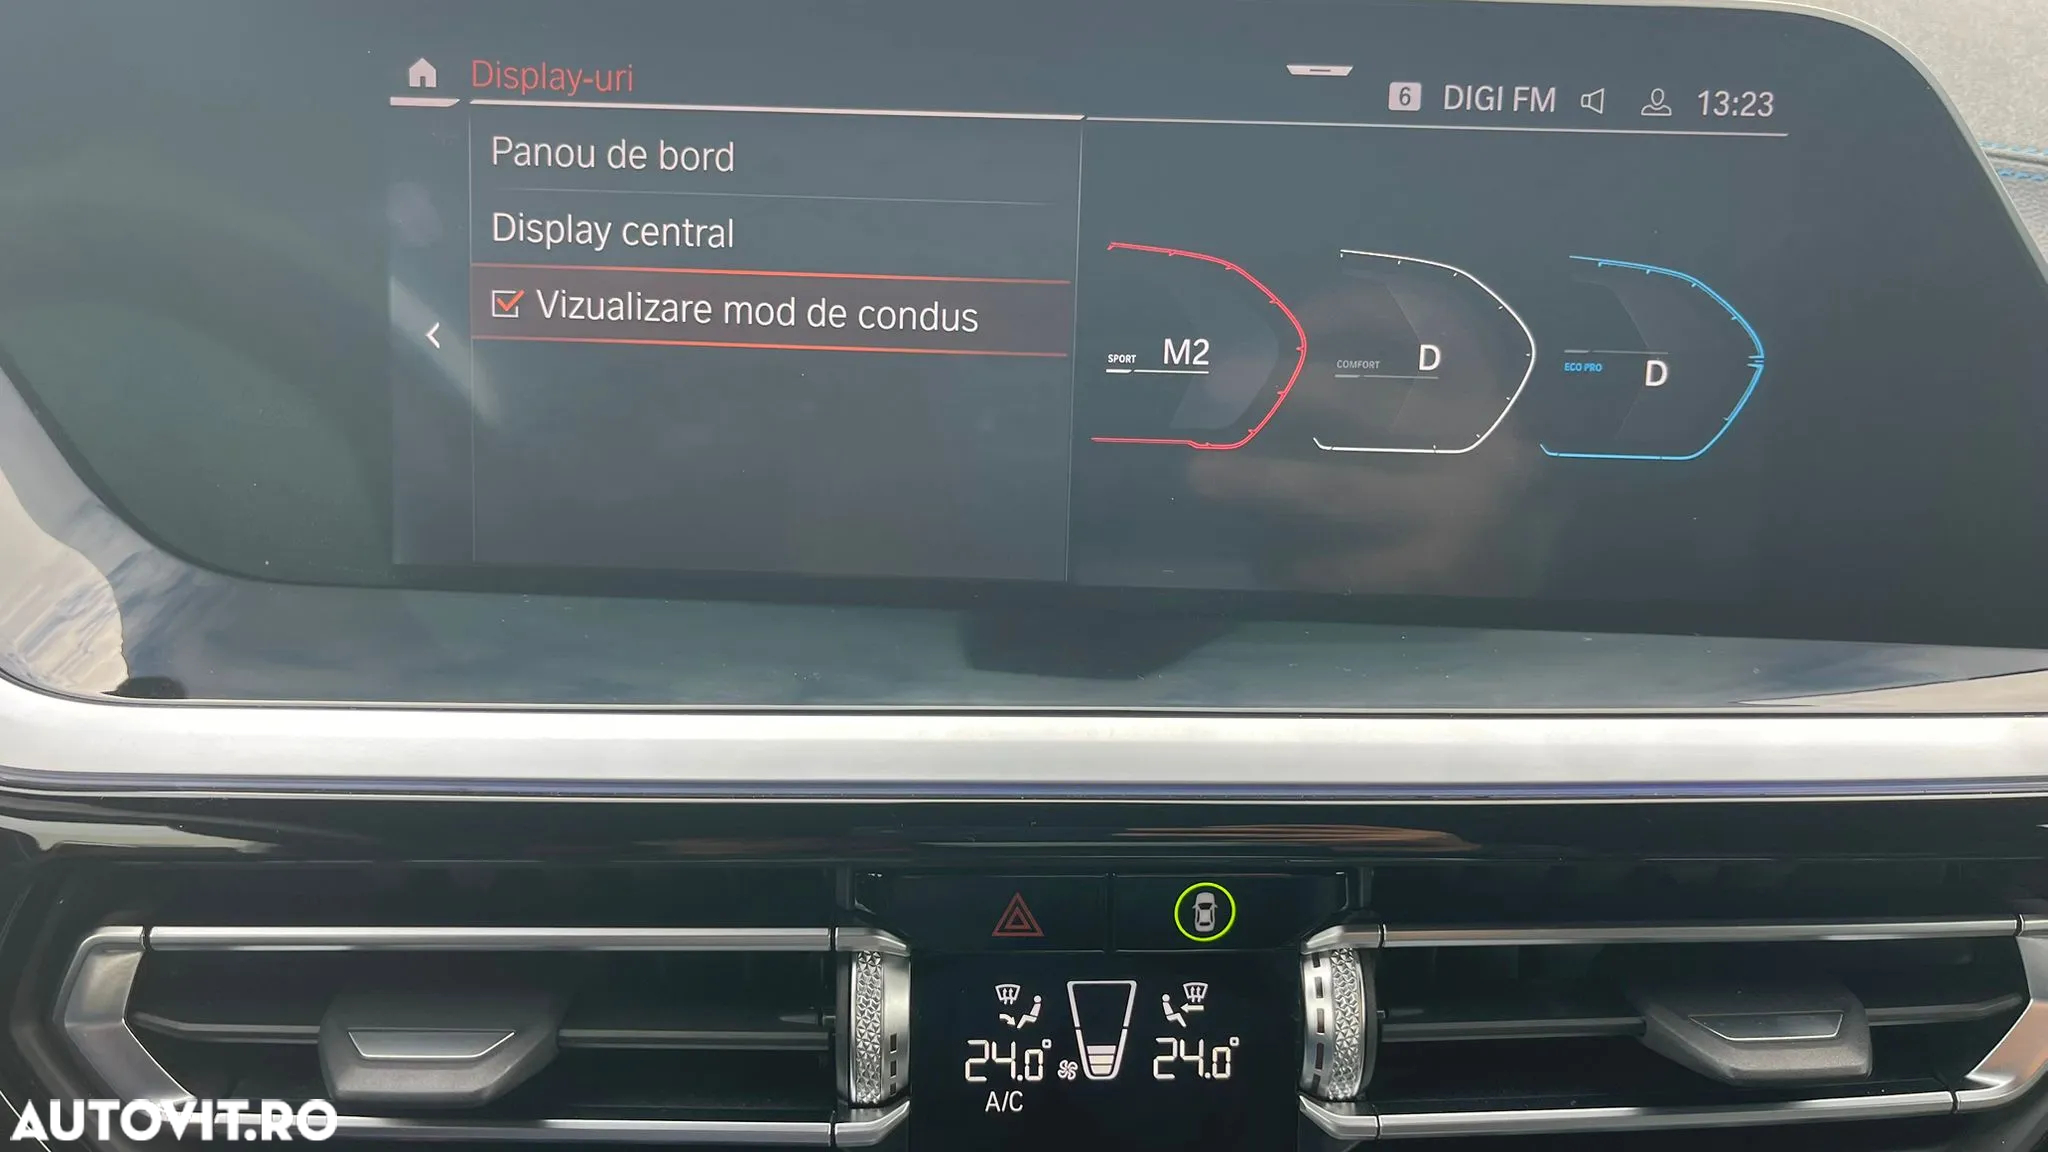 Display-uri
6 DIGI FM 13:23
Panou de bord
Display central
Vizualizare mod de condus
SPORT M2
COMFORT D
ECO PRO D
24.0° 24.0°
A/C
AUTOVIT.RO